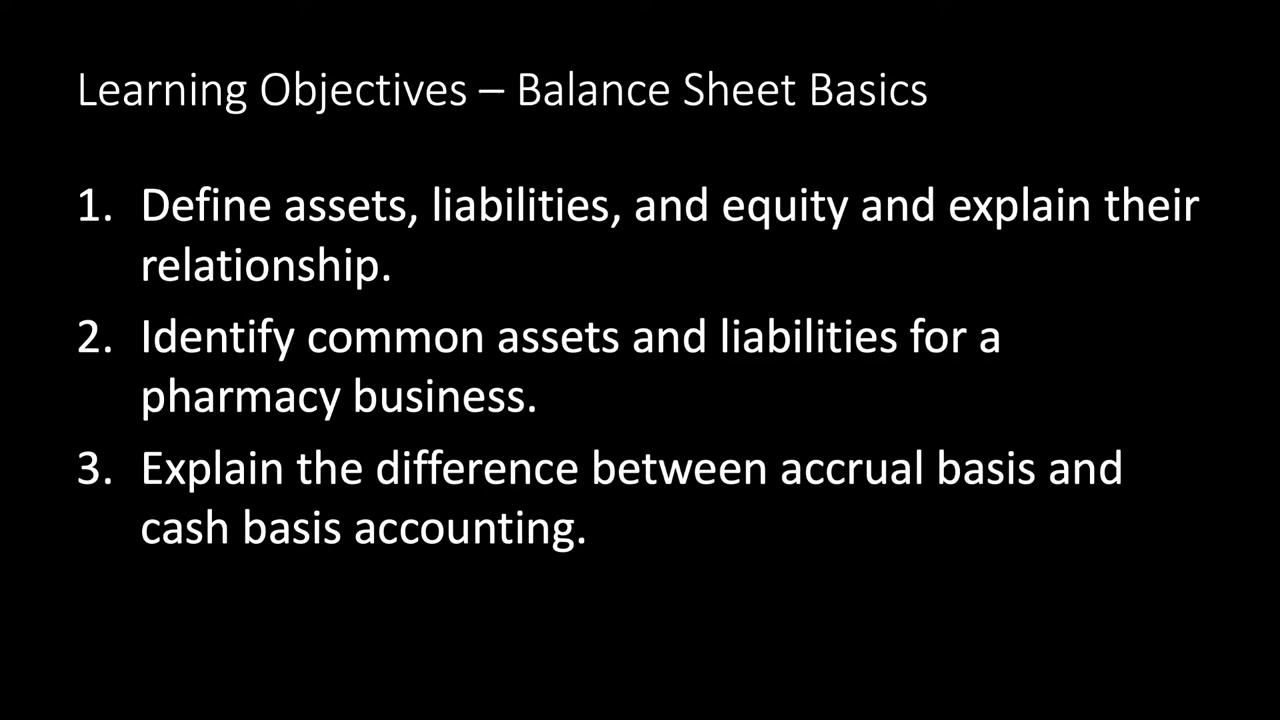 Learning Objectives – Balance Sheet Basics
1. Define assets, liabilities, and equity and explain their
relationship.
2. Identify common assets and liabilities for a
pharmacy business.
3. Explain the difference between accrual basis and
cash basis accounting.